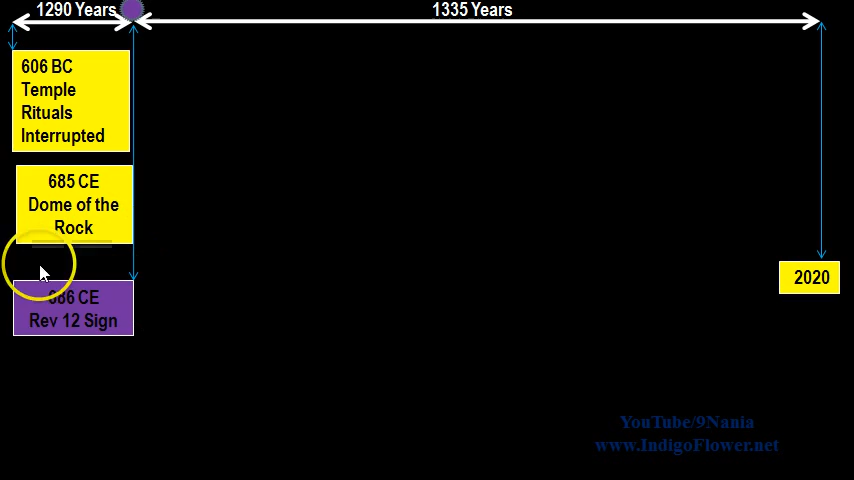 1290 Years
1335 Years
606 BC
Temple
Rituals
Interrupted
685 CE
Dome of the
Rock
686 CE
Rev 12 Sign
2020
YouTube/9Nania
www.IndigoFlower.net